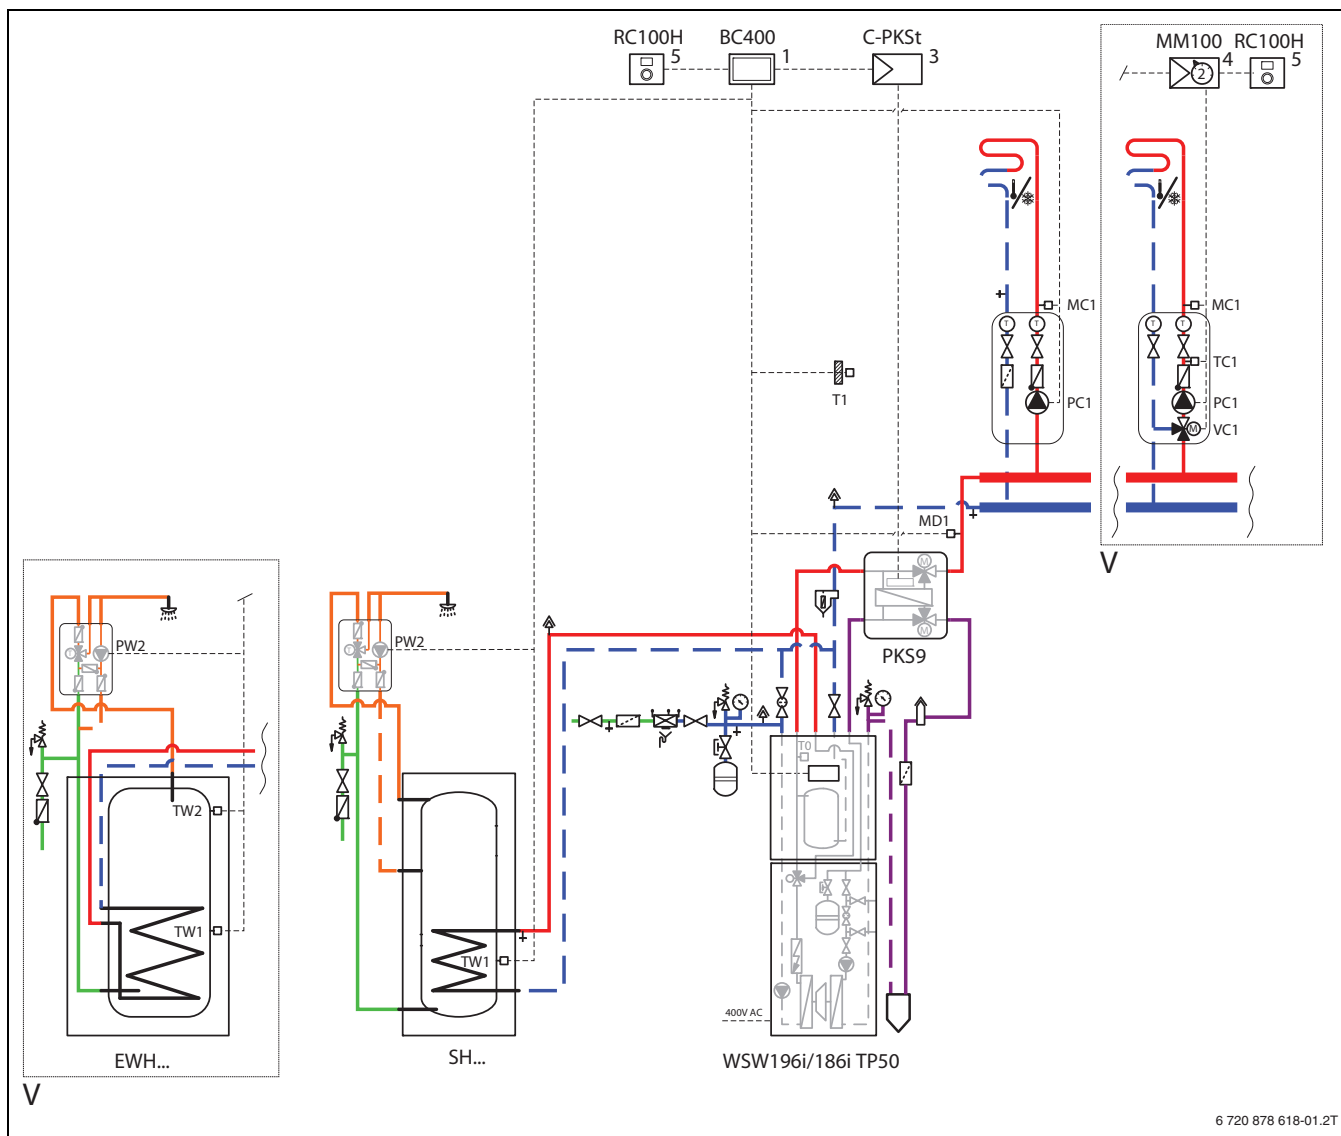 RC100H 5
BC400 1
C-PKSt 3
MM100 4
RC100H 5
2
MC1
MC1
T
T
T
T
TC1
T1
PC1
PC1
M
VC1
MD1
V
M
M
PKS9
PW2
T
PW2
T
T0
TW2
TW1
TW1
400V AC
EWH...
SH...
WSW196i/186i TP50
V
6 720 878 618-01.2T